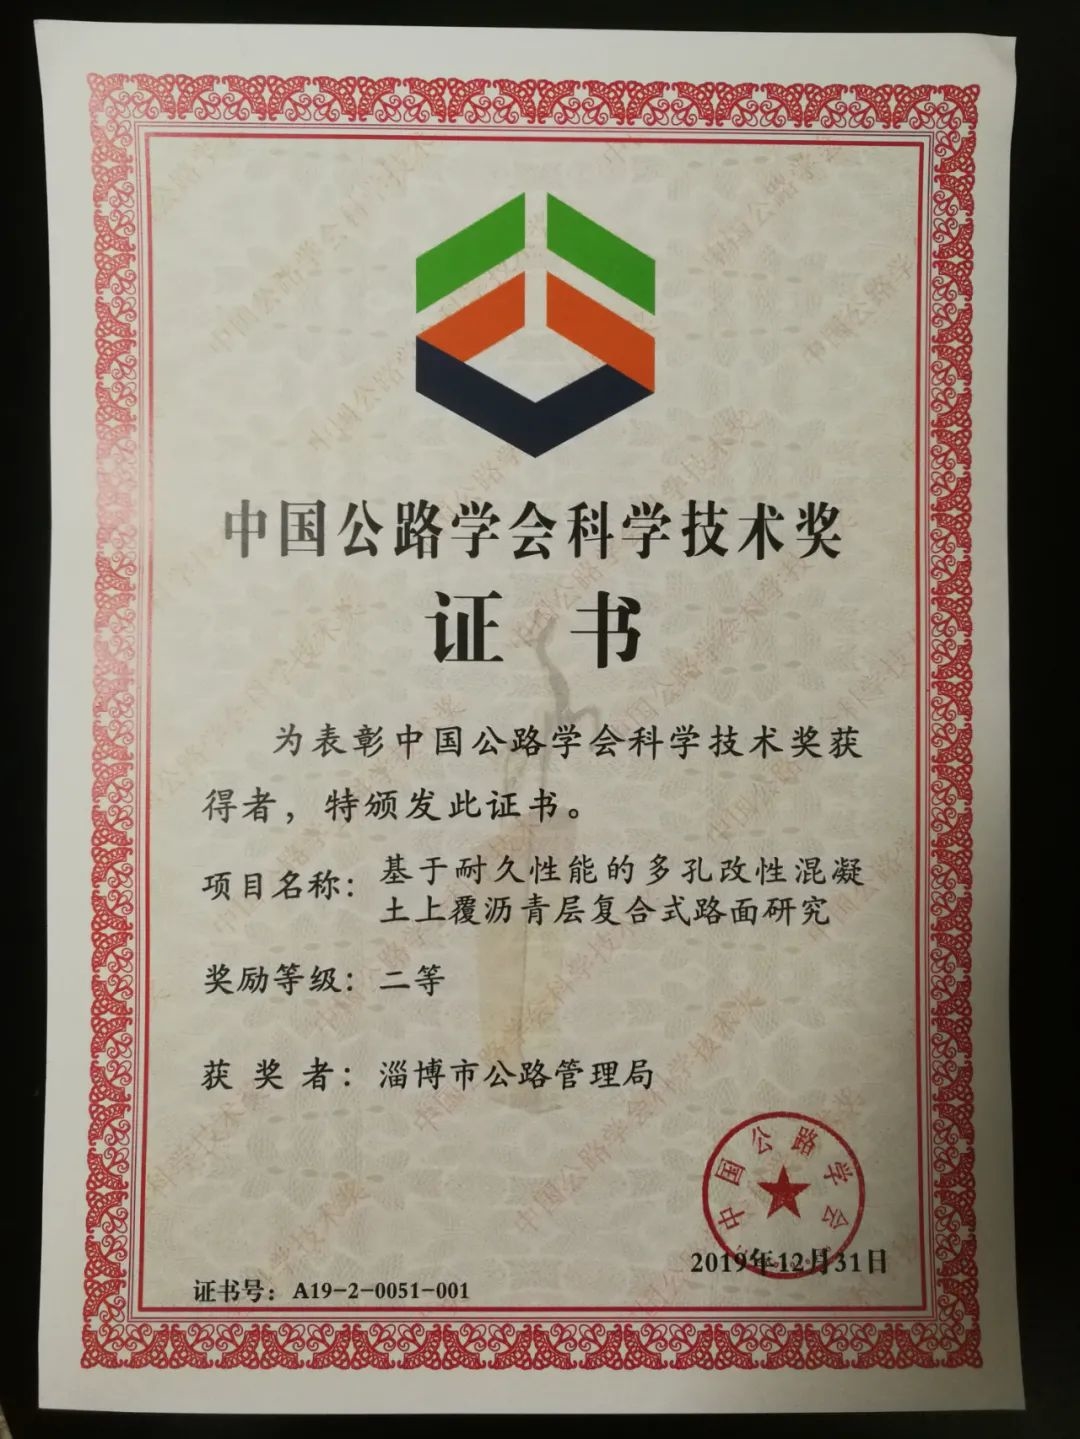 中国公路学会科学技术奖
证 书
为表彰中国公路学会科学技术奖获
得者，特颁发此证书。
项目名称：基于耐久性能的多孔改性混凝
土上覆沥青层复合式路面研究
奖励等级：二等
获 奖 者：淄博市公路管理局
中国公路学会
2019年12月31日
证书号：A19-2-0051-001